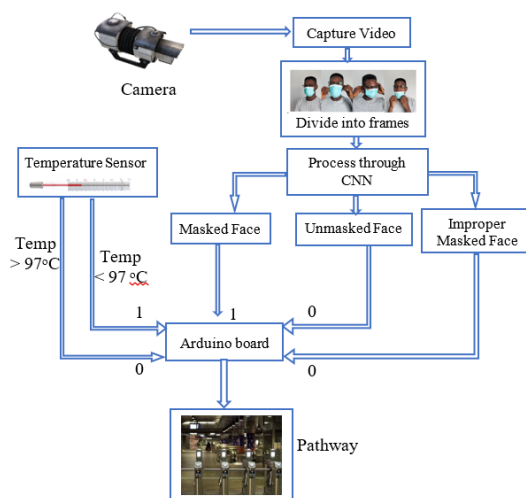 Capture Video
Camera
Divide into frames
Temperature Sensor
Process through
CNN
Masked Face
Unmasked Face
Improper
Masked Face
Temp
> 97°C
Temp
< 97 °C
1
1
0
Arduino board
0
0
Pathway